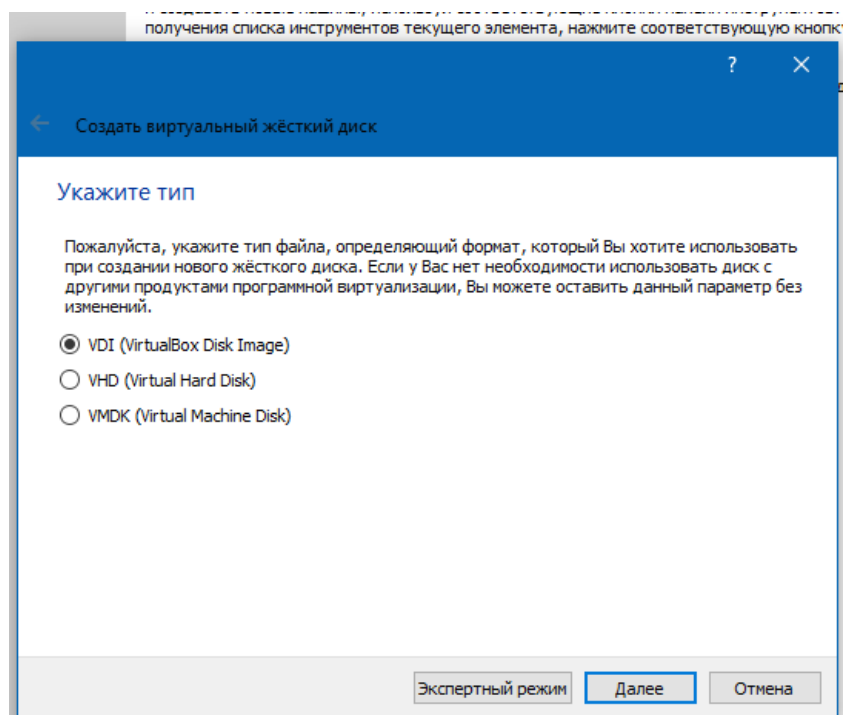 получения списка инструментов текущего элемента, нажмите соответствующую кнопк
?
Создать виртуальный жёсткий диск
Укажите тип
Пожалуйста, укажите тип файла, определяющий формат, который Вы хотите использовать
при создании нового жёсткого диска. Если у Вас нет необходимости использовать диск с
другими продуктами программной виртуализации, Вы можете оставить данный параметр без
изменений.
VDI (VirtualBox Disk Image)
VHD (Virtual Hard Disk)
VMDK (Virtual Machine Disk)
Экспертный режим
Далее
Отмена